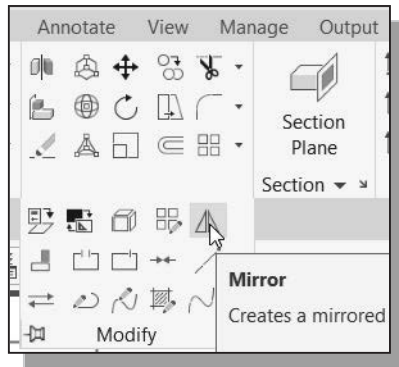 Annotate View Manage Output
Section
Plane
Section
Mirror
Creates a mirrored
Modify